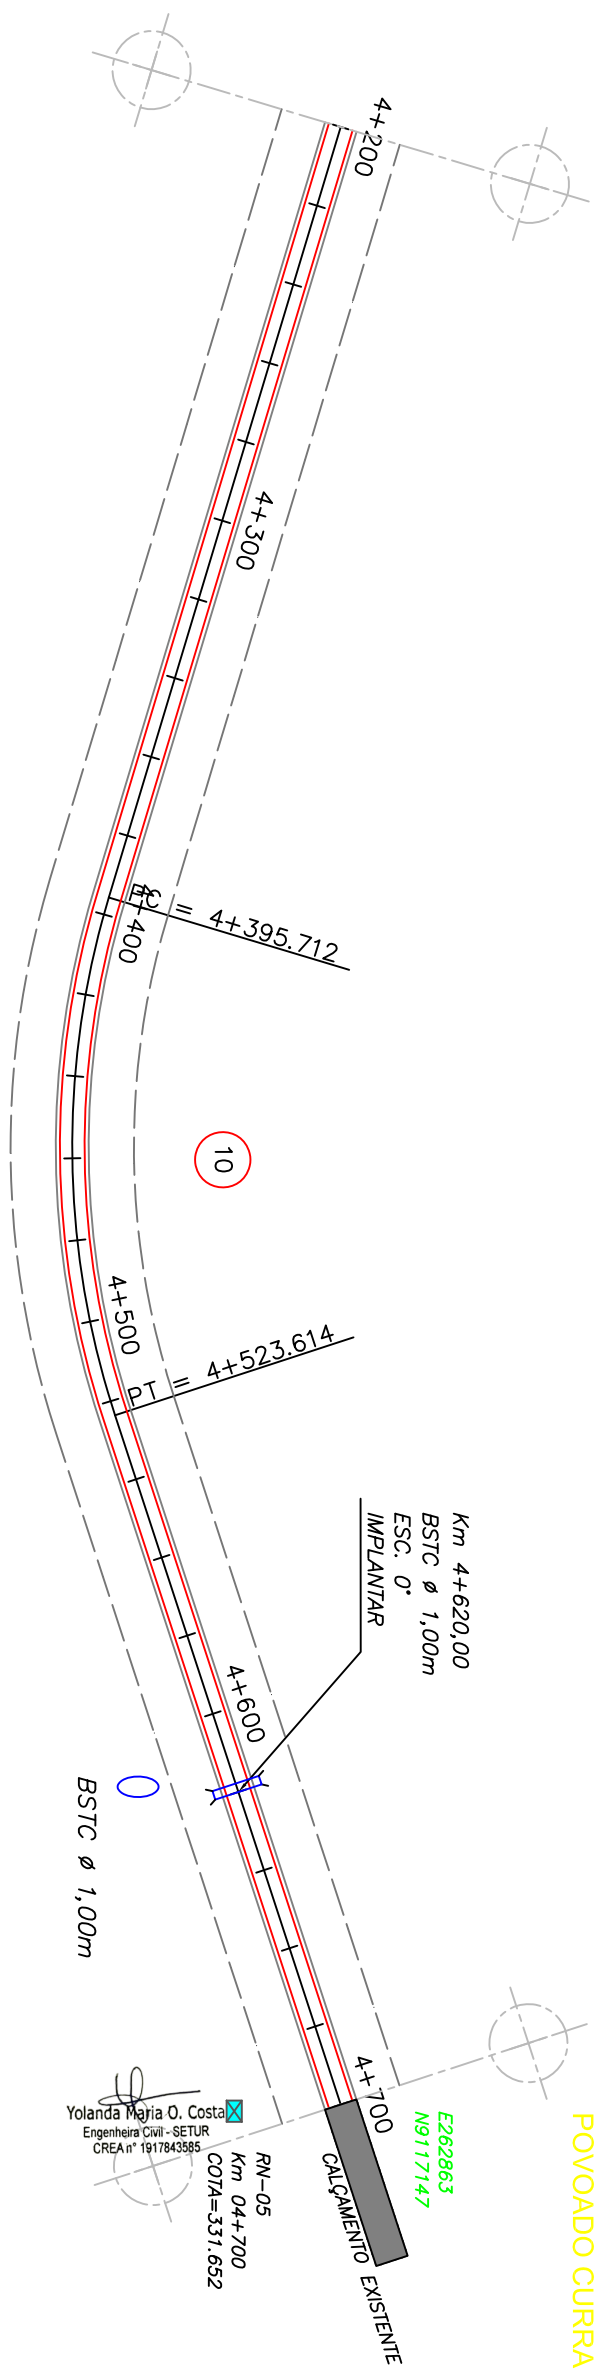 4+200
4+300
PC = 4+395.712
4+400
10
4+500
PT = 4+523.614
Km 4+620,00
BSTC ø 1,00m
ESC. 0°
IMPLANTAR
4+600
BSTC ø 1,00m
4+700
E262863
N9117147
POVOADO CURRA
Yolanda Maria O. Costa
Engenheira Civil - SETUR
CREA n° 1917843585
RN-05
Km 04+700
COTA=331.652
CALÇAMENTO EXISTENTE